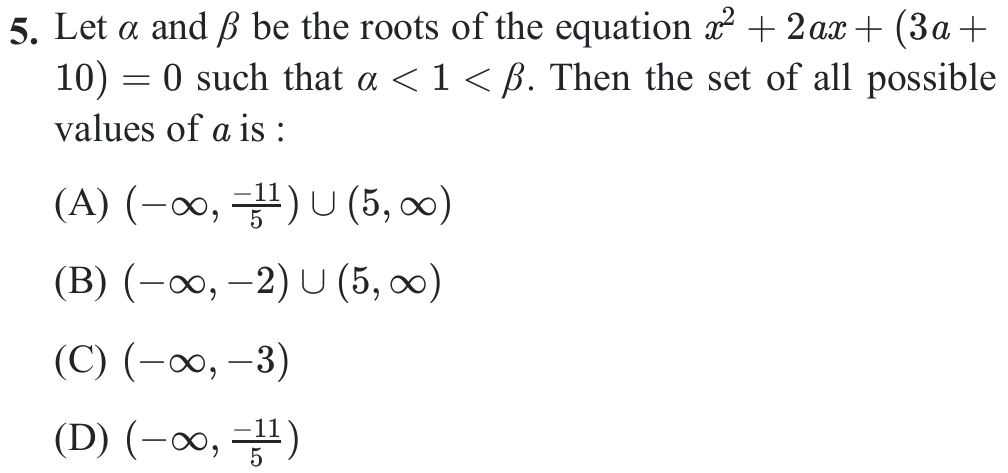 5. Let α and β be the roots of the equation x² + 2ax + (3a +
10) = 0 such that α < 1 < β. Then the set of all possible
values of a is :
(A) (−∞, −11/5) ∪ (5, ∞)
(B) (−∞, −2) ∪ (5, ∞)
(C) (−∞, −3)
(D) (−∞, −11/5)